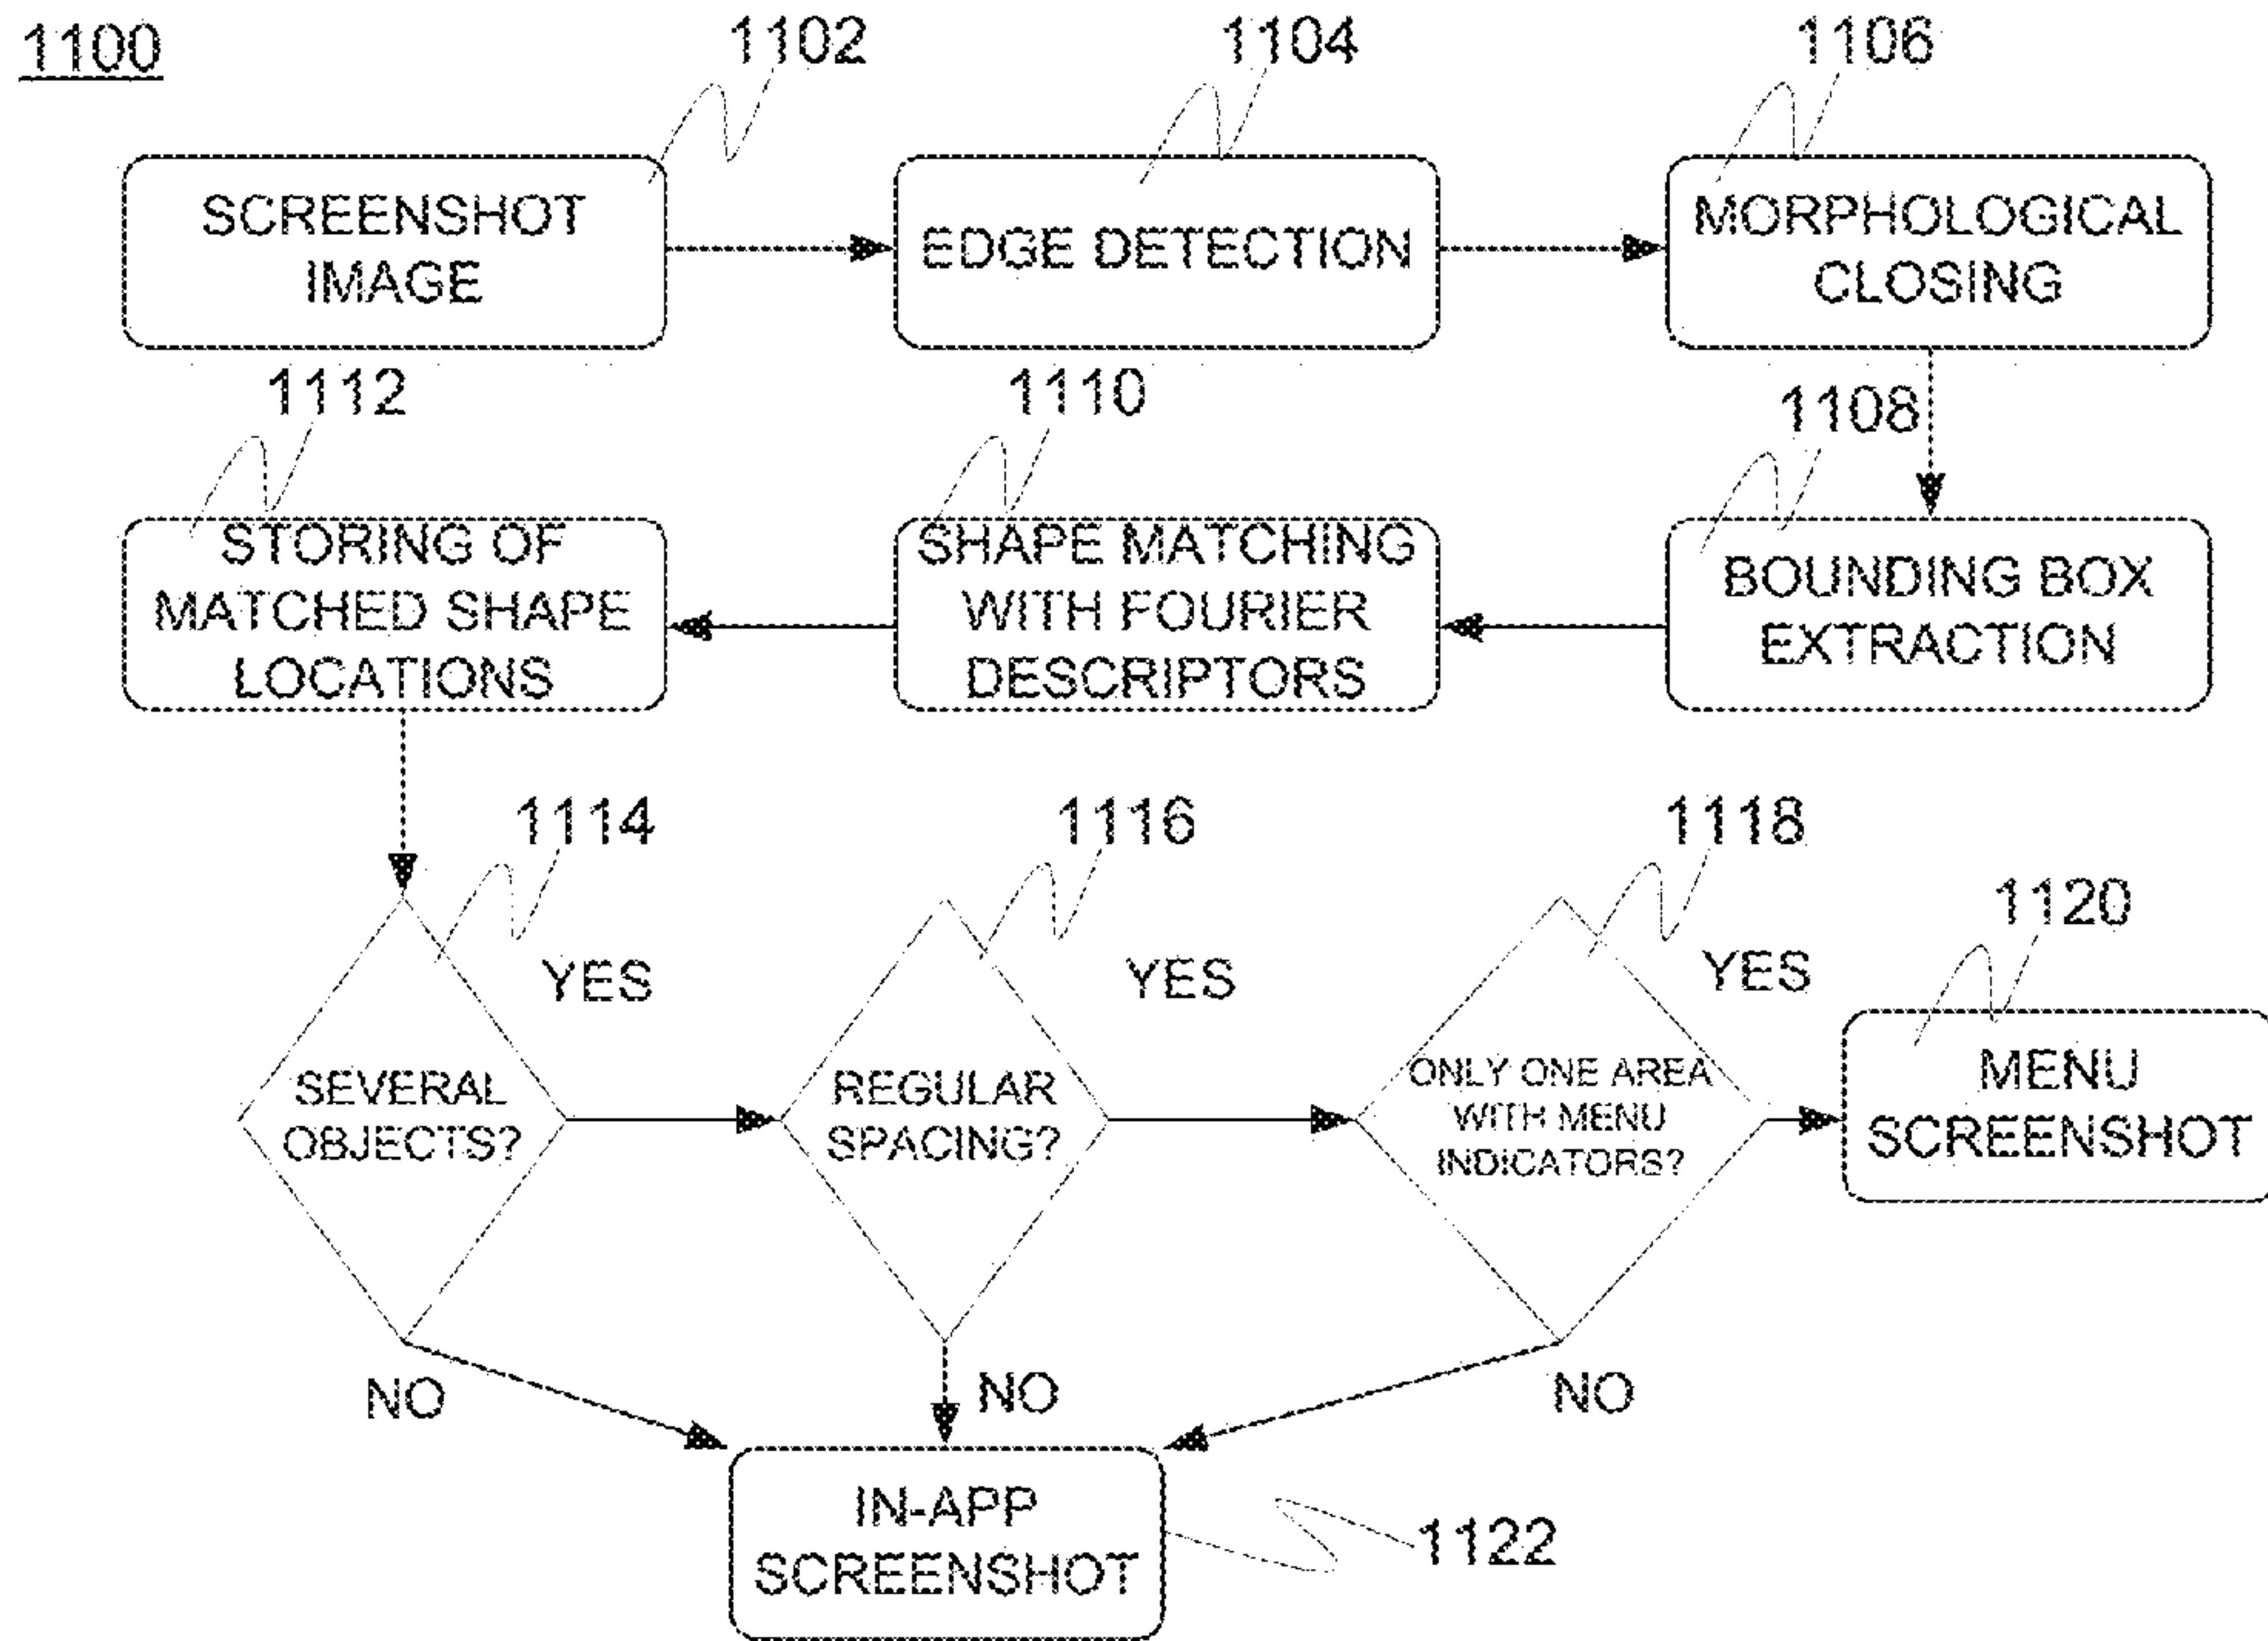 1100
1102
1104
1106
SCREENSHOT
IMAGE
EDGE DETECTION
MORPHOLOGICAL
CLOSING
1112
1110
1108
STORING OF
MATCHED SHAPE
LOCATIONS
SHAPE MATCHING
WITH FOURIER
DESCRIPTORS
BOUNDING BOX
EXTRACTION
1114
1116
1118
1120
YES
YES
YES
SEVERAL
OBJECTS?
REGULAR
SPACING?
ONLY ONE AREA
WITH MENU
INDICATORS?
MENU
SCREENSHOT
NO
NO
NO
IN-APP
SCREENSHOT
1122